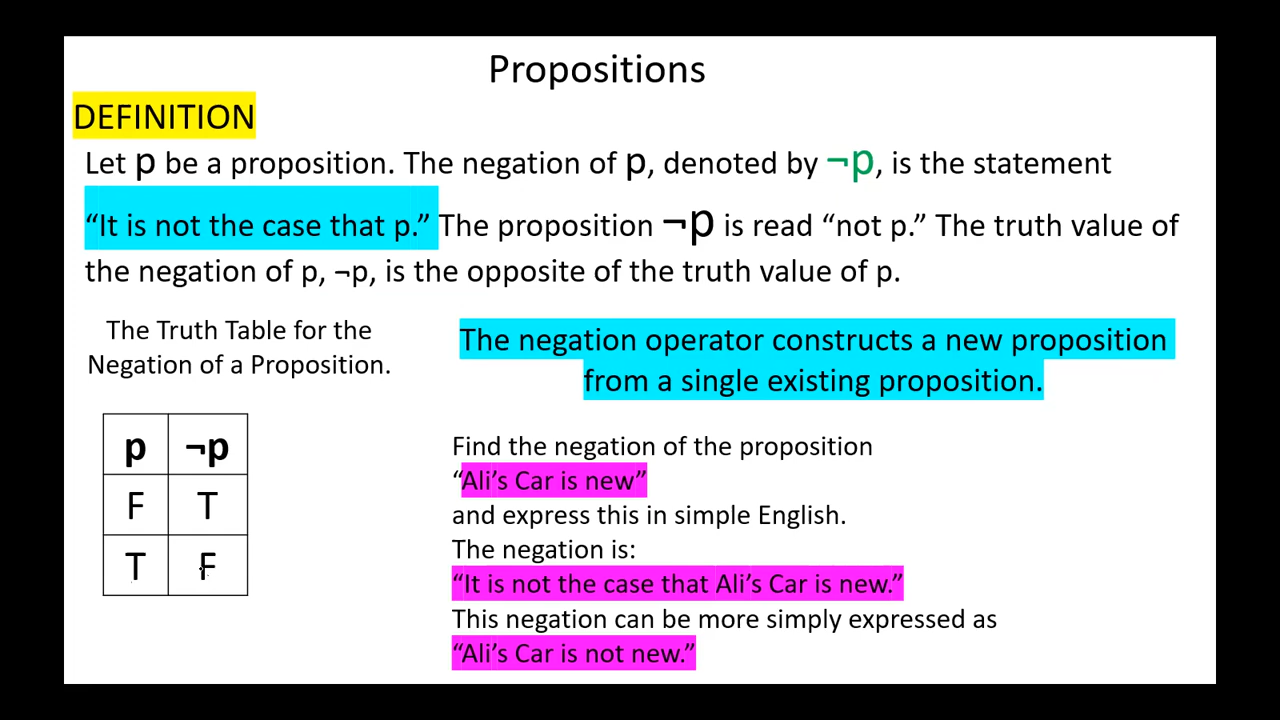 Propositions
DEFINITION
Let p be a proposition. The negation of p, denoted by ¬p, is the statement
“It is not the case that p.” The proposition ¬p is read “not p.” The truth value of
the negation of p, ¬p, is the opposite of the truth value of p.
The Truth Table for the
Negation of a Proposition.
p ¬p
F T
T F
The negation operator constructs a new proposition
from a single existing proposition.
Find the negation of the proposition
“Ali’s Car is new”
and express this in simple English.
The negation is:
“It is not the case that Ali’s Car is new.”
This negation can be more simply expressed as
“Ali’s Car is not new.”